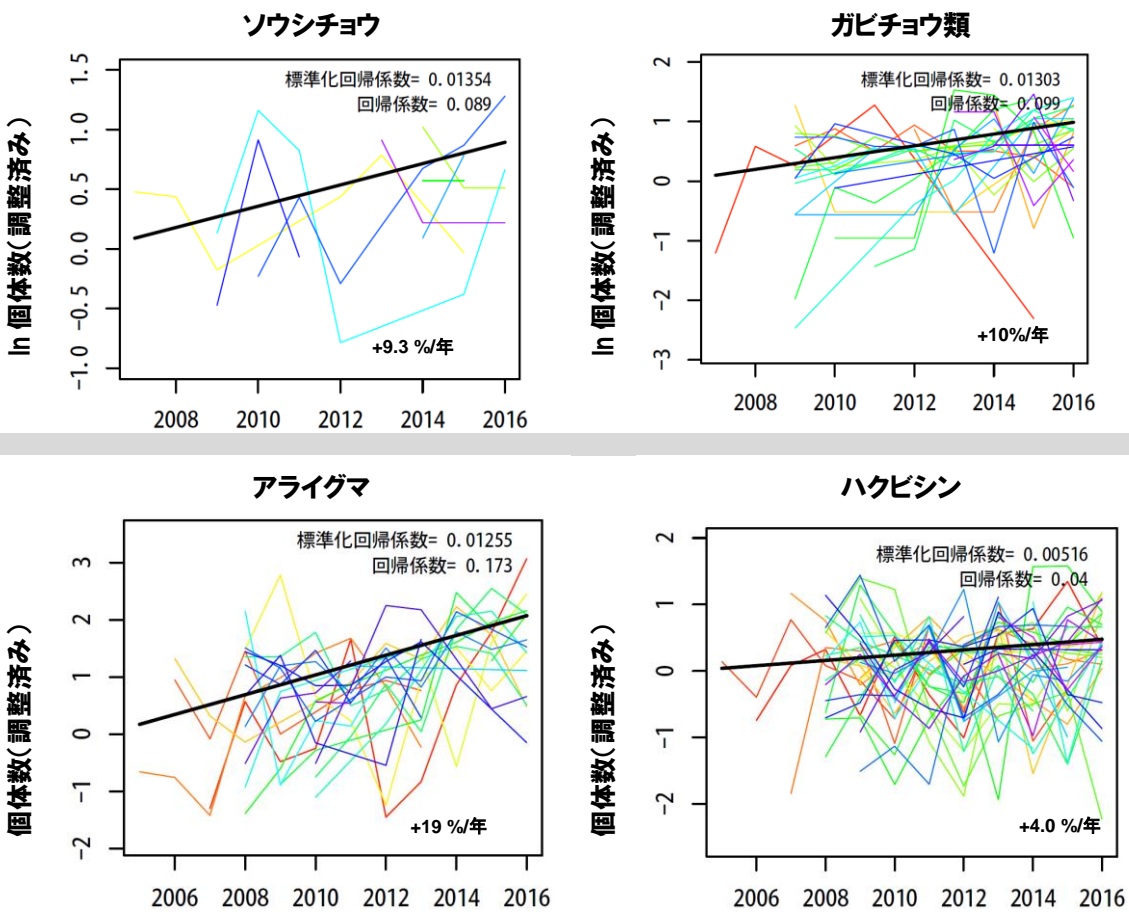 ソウシチョウ
ln 個体数(調整済み)
1.5
1.0
0.5
0.0
-0.5
-1.0
標準化回帰係数= 0.01354
回帰係数= 0.089
+9.3 %/年
2008 2010 2012 2014 2016
ガビチョウ類
ln 個体数(調整済み)
2
1
0
-1
-2
-3
標準化回帰係数= 0.01303
回帰係数= 0.099
+10%/年
2008 2010 2012 2014 2016
アライグマ
個体数(調整済み)
3
2
1
0
-1
-2
標準化回帰係数= 0.01255
回帰係数= 0.173
+19 %/年
2006 2008 2010 2012 2014 2016
ハクビシン
個体数(調整済み)
2
1
0
-1
-2
標準化回帰係数= 0.00516
回帰係数= 0.04
+4.0 %/年
2006 2008 2010 2012 2014 2016